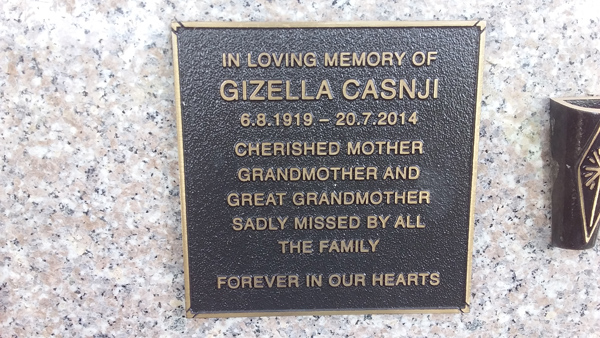 IN LOVING MEMORY OF
GIZELLA CASNJI
6.8.1919 – 20.7.2014
CHERISHED MOTHER
GRANDMOTHER AND
GREAT GRANDMOTHER
SADLY MISSED BY ALL
THE FAMILY
FOREVER IN OUR HEARTS